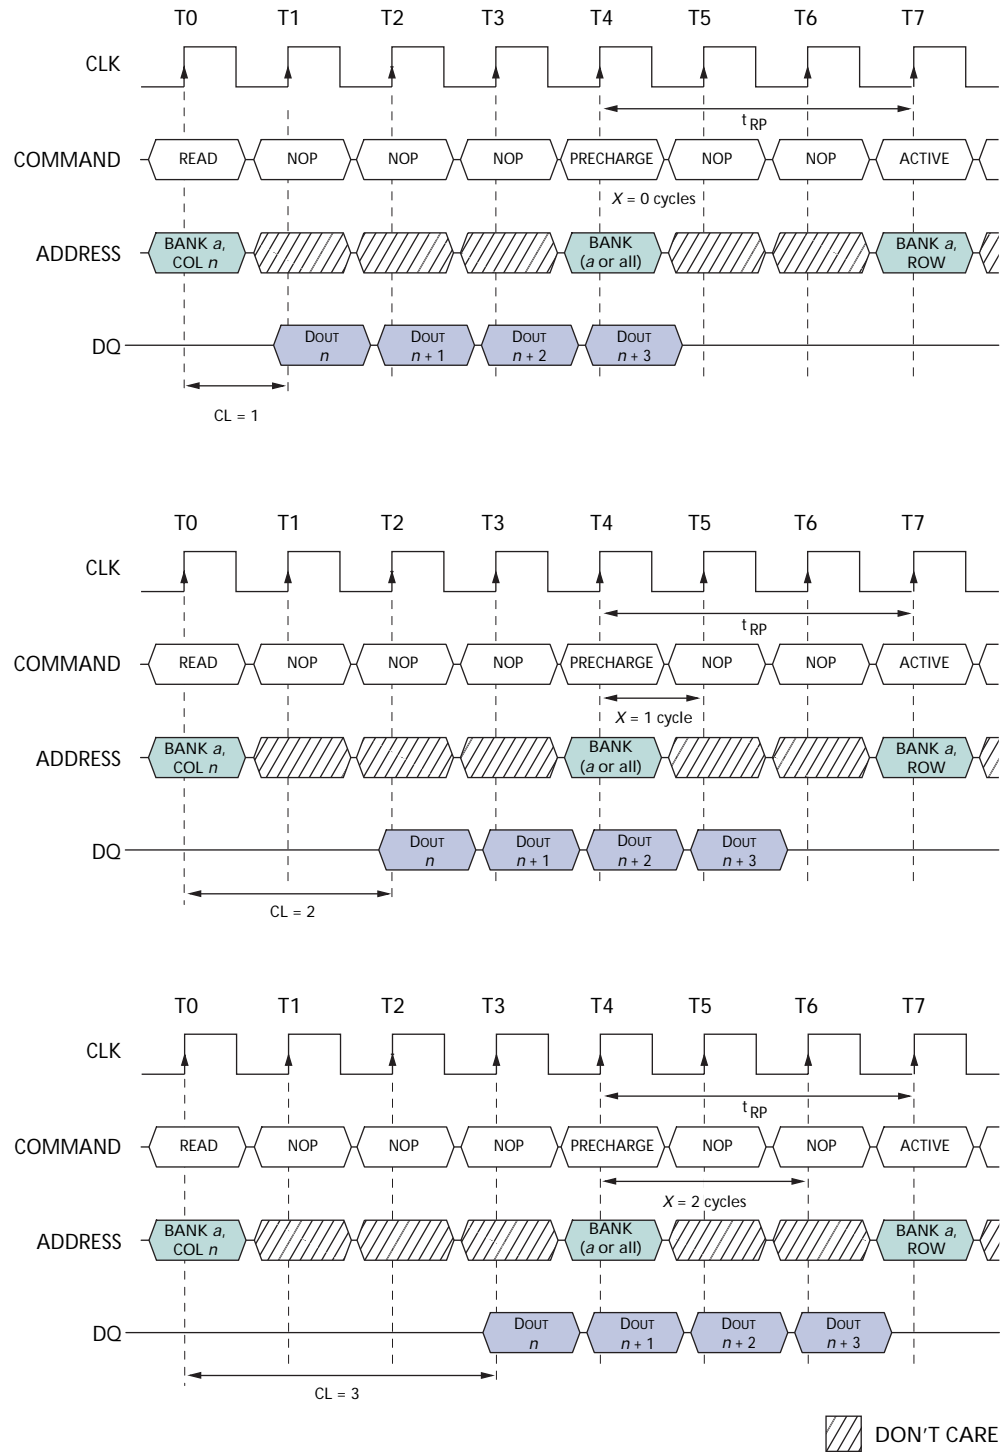 T0 T1 T2 T3 T4 T5 T6 T7
CLK
t RP
COMMAND READ NOP NOP NOP PRECHARGE NOP NOP ACTIVE
X = 0 cycles
ADDRESS BANK a, COL n BANK (a or all) BANK a, ROW
DQ DOUT n DOUT n + 1 DOUT n + 2 DOUT n + 3
CL = 1
T0 T1 T2 T3 T4 T5 T6 T7
CLK
t RP
COMMAND READ NOP NOP NOP PRECHARGE NOP NOP ACTIVE
X = 1 cycle
ADDRESS BANK a, COL n BANK (a or all) BANK a, ROW
DQ DOUT n DOUT n + 1 DOUT n + 2 DOUT n + 3
CL = 2
T0 T1 T2 T3 T4 T5 T6 T7
CLK
t RP
COMMAND READ NOP NOP NOP PRECHARGE NOP NOP ACTIVE
X = 2 cycles
ADDRESS BANK a, COL n BANK (a or all) BANK a, ROW
DQ DOUT n DOUT n + 1 DOUT n + 2 DOUT n + 3
CL = 3
DON'T CARE